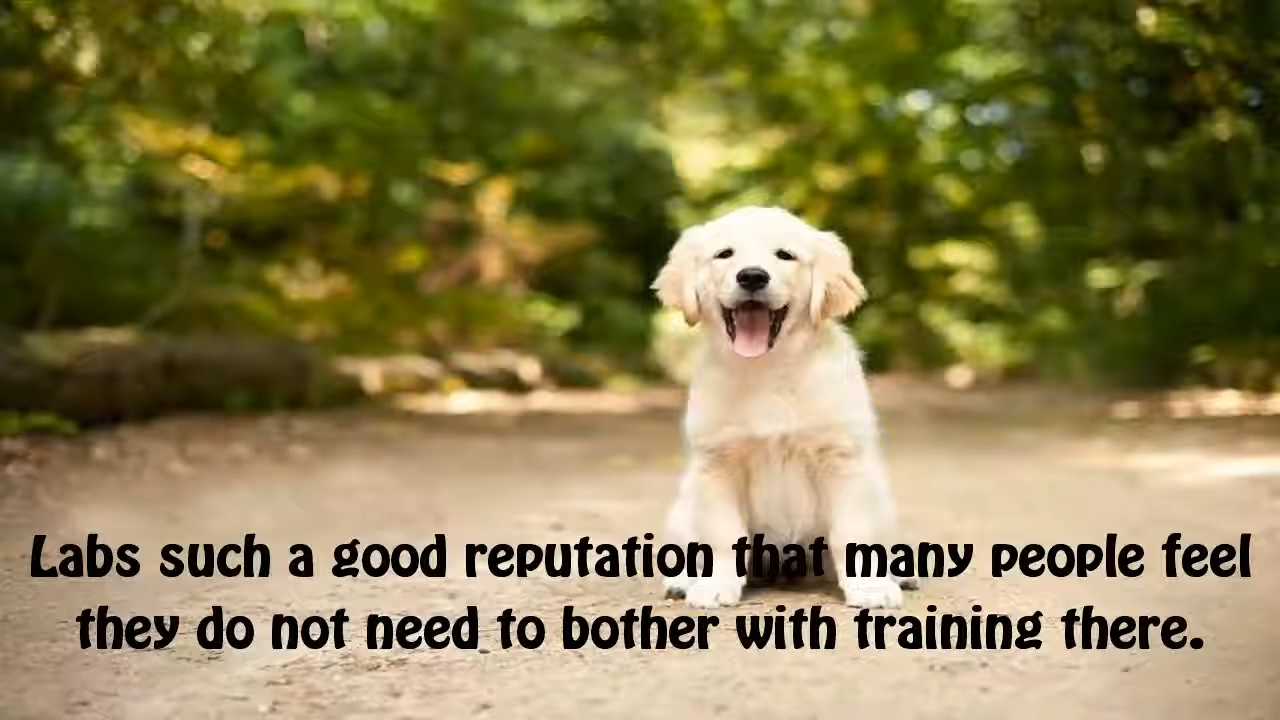 Labs such a good reputation that many people feel
they do not need to bother with training there.